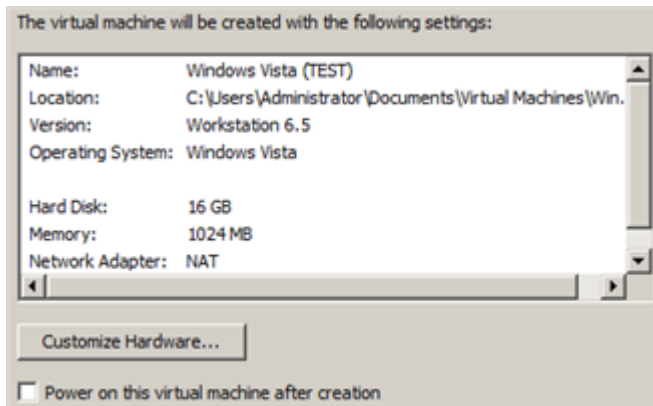 The virtual machine will be created with the following settings:
Name: Windows Vista (TEST)
Location: C:\Users\Administrator\Documents\Virtual Machines\Win.
Version: Workstation 6.5
Operating System: Windows Vista
Hard Disk: 16 GB
Memory: 1024 MB
Network Adapter: NAT
Customize Hardware...
Power on this virtual machine after creation